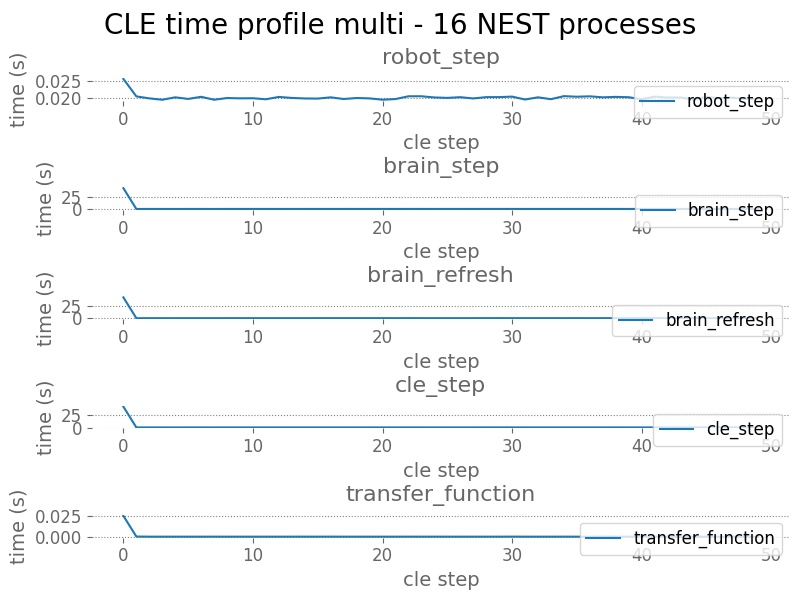 CLE time profile multi - 16 NEST processes
robot_step
time (s)
0.025
0.020
robot_step
0 10 20 30 40 50
cle step
brain_step
time (s)
25
0
brain_step
0 10 20 30 40 50
cle step
brain_refresh
time (s)
25
0
brain_refresh
0 10 20 30 40 50
cle step
cle_step
time (s)
25
0
cle_step
0 10 20 30 40 50
cle step
transfer_function
time (s)
0.025
0.000
transfer_function
0 10 20 30 40 50
cle step